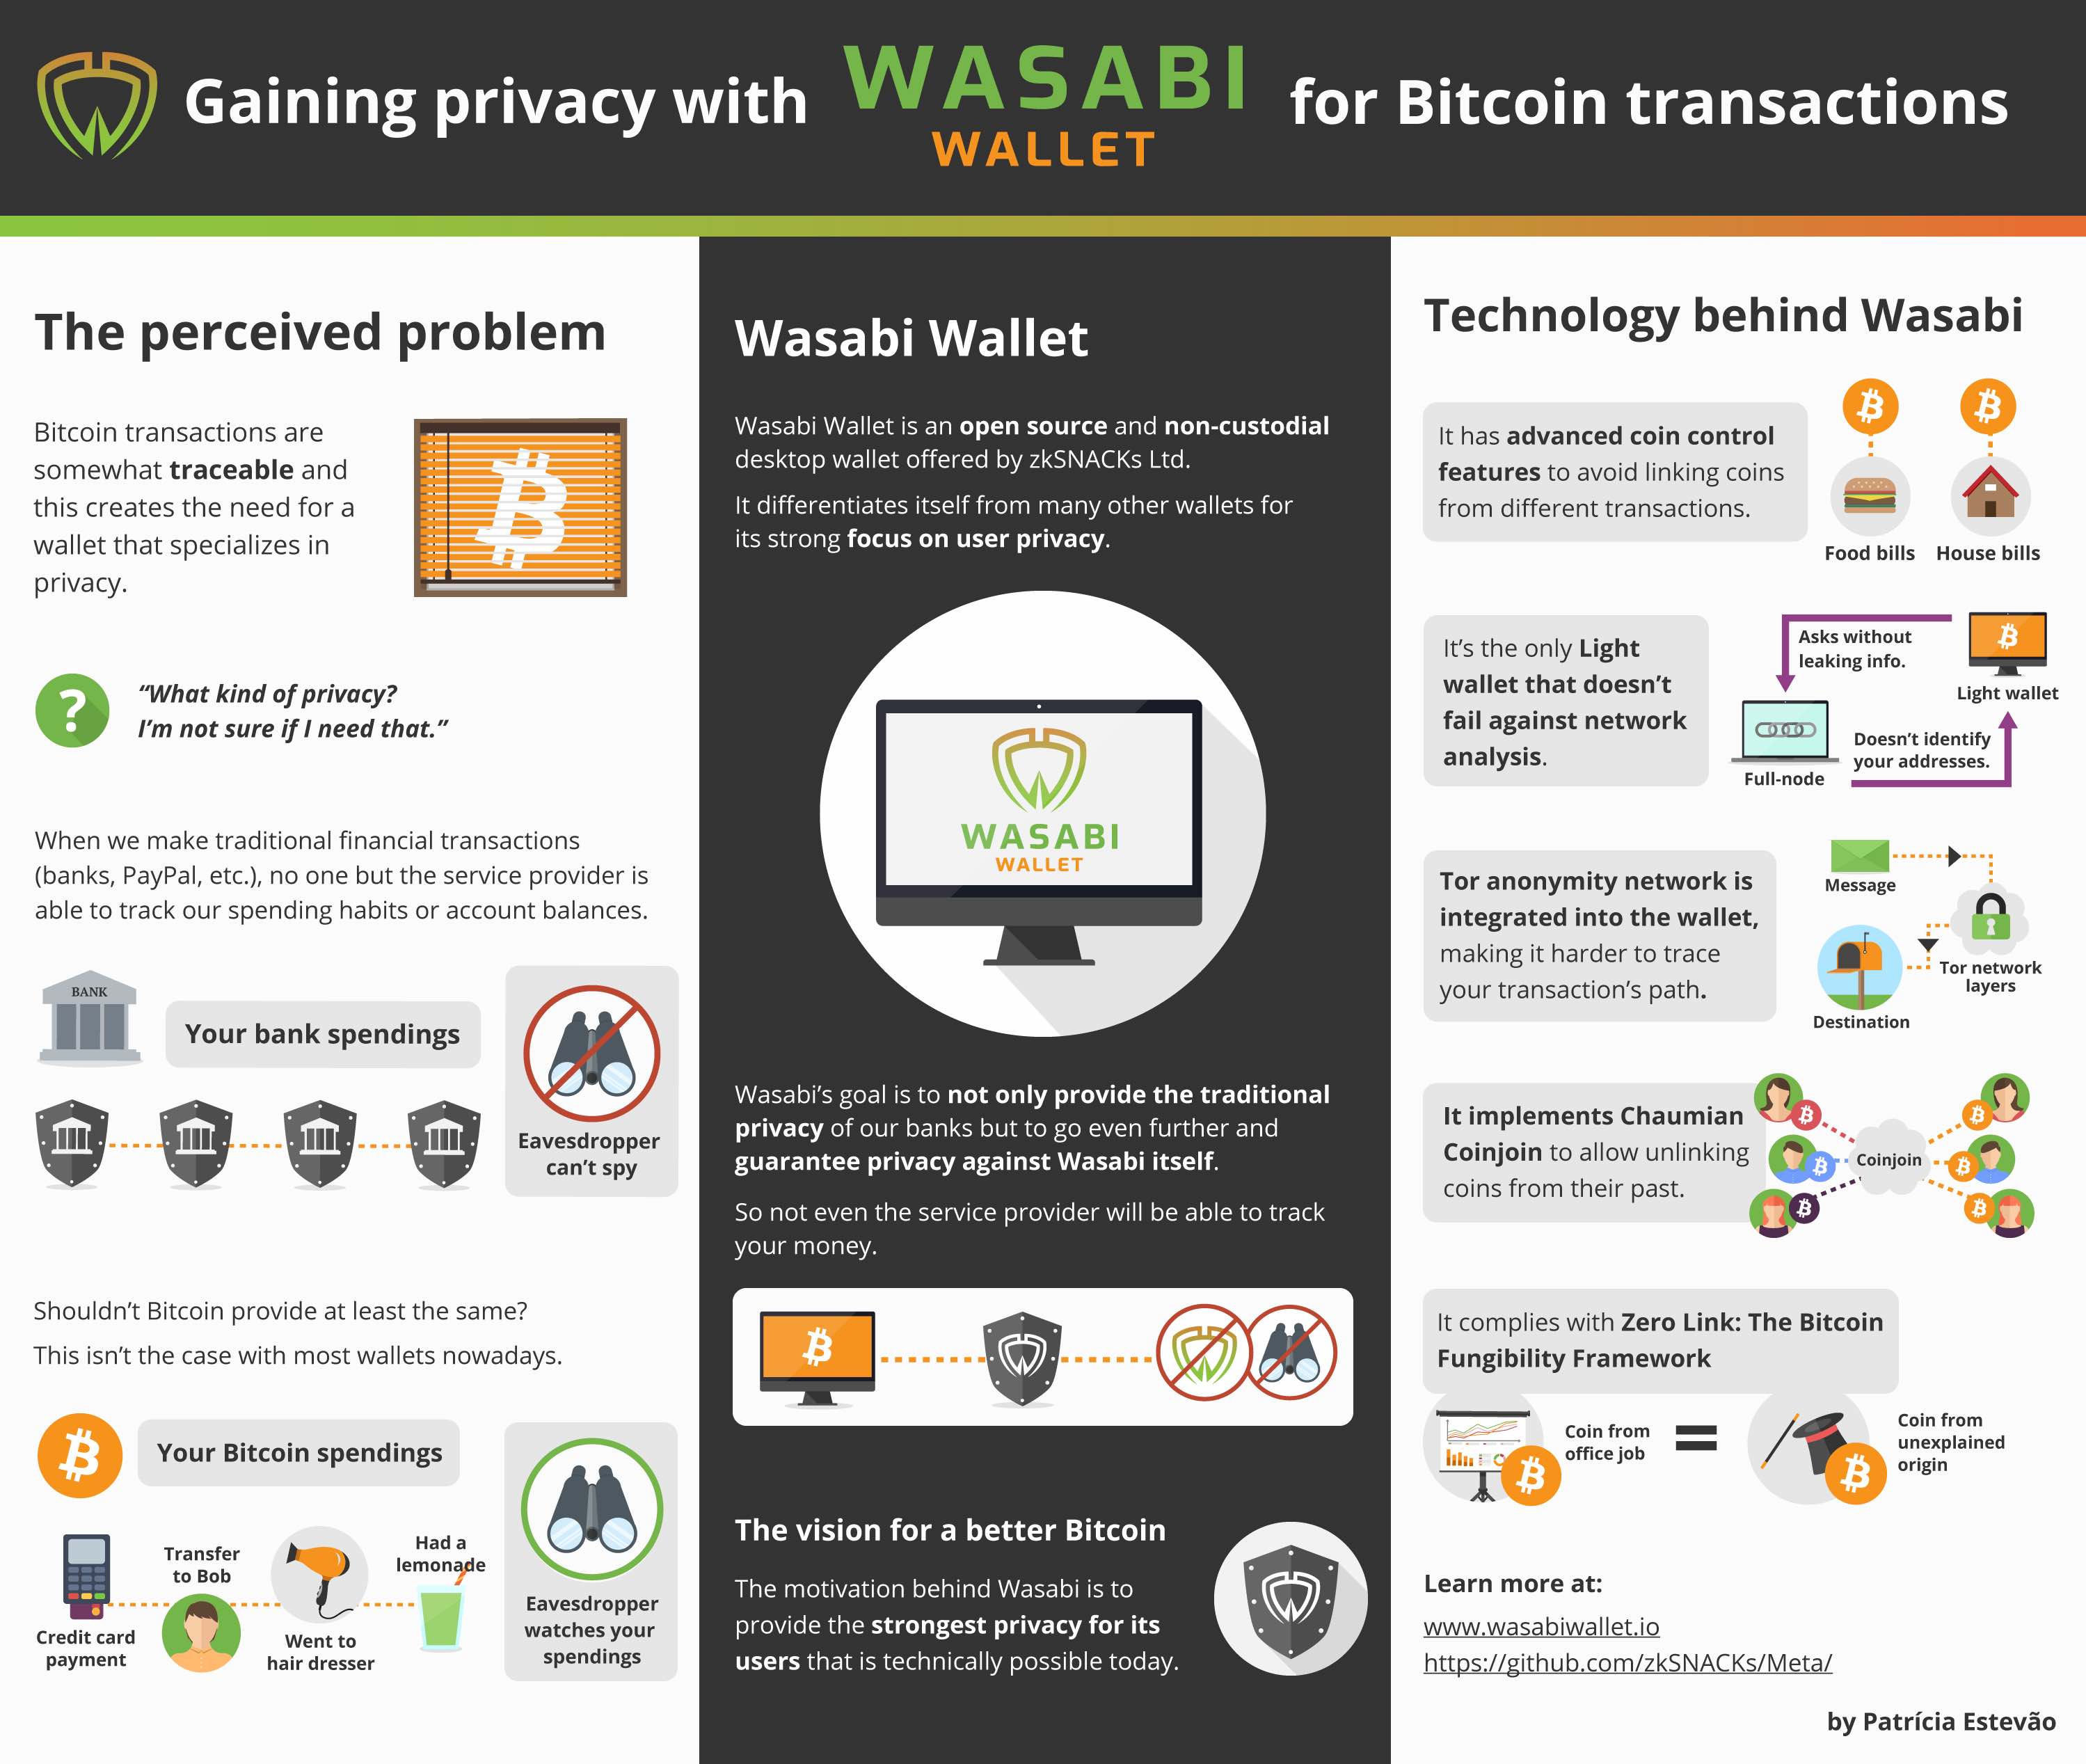 Gaining privacy with
WASABI
WALLET
for Bitcoin transactions
The perceived problem
Bitcoin transactions are
somewhat traceable and
this creates the need for a
wallet that specializes in
privacy.
?
“What kind of privacy?
I’m not sure if I need that.”
When we make traditional financial transactions
(banks, PayPal, etc.), no one but the service provider is
able to track our spending habits or account balances.
BANK
Your bank spendings
Eavesdropper
can’t spy
Shouldn’t Bitcoin provide at least the same?
This isn’t the case with most wallets nowadays.
Your Bitcoin spendings
Credit card
payment
Transfer
to Bob
Went to
hair dresser
Had a
lemonade
Eavesdropper
watches your
spendings
Wasabi Wallet
Wasabi Wallet is an open source and non-custodial
desktop wallet offered by zkSNACKs Ltd.
It differentiates itself from many other wallets for
its strong focus on user privacy.
WASABI
WALLET
Wasabi’s goal is to not only provide the traditional
privacy of our banks but to go even further and
guarantee privacy against Wasabi itself.
So not even the service provider will be able to track
your money.
The vision for a better Bitcoin
The motivation behind Wasabi is to
provide the strongest privacy for its
users that is technically possible today.
Technology behind Wasabi
It has advanced coin control
features to avoid linking coins
from different transactions.
Food bills
House bills
It’s the only Light
wallet that doesn’t
fail against network
analysis.
Asks without
leaking info.
Light wallet
Full-node
Doesn’t identify
your addresses.
Tor anonymity network is
integrated into the wallet,
making it harder to trace
your transaction’s path.
Message
Tor network
layers
Destination
It implements Chaumian
Coinjoin to allow unlinking
coins from their past.
Coinjoin
It complies with Zero Link: The Bitcoin
Fungibility Framework
Coin from
office job
=
Coin from
unexplained
origin
Learn more at:
www.wasabiwallet.io
https://github.com/zkSNACKs/Meta/
by Patrícia Estevão